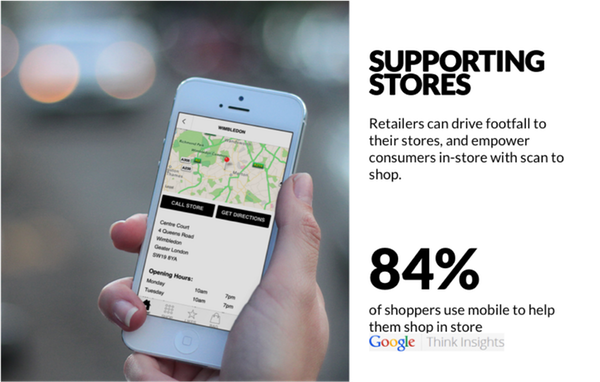 SUPPORTING
STORES
Retailers can drive footfall to
their stores, and empower
consumers in-store with scan to
shop.
84%
of shoppers use mobile to help
them shop in store
Google Think Insights
WIMBLEDON
CALL STORE
GET DIRECTIONS
Centre Court
4 Queens Road
Wimbledon
Geater London
SW19 8YA
Opening Hours:
Monday 10am 7pm
Tuesday 10am 7pm